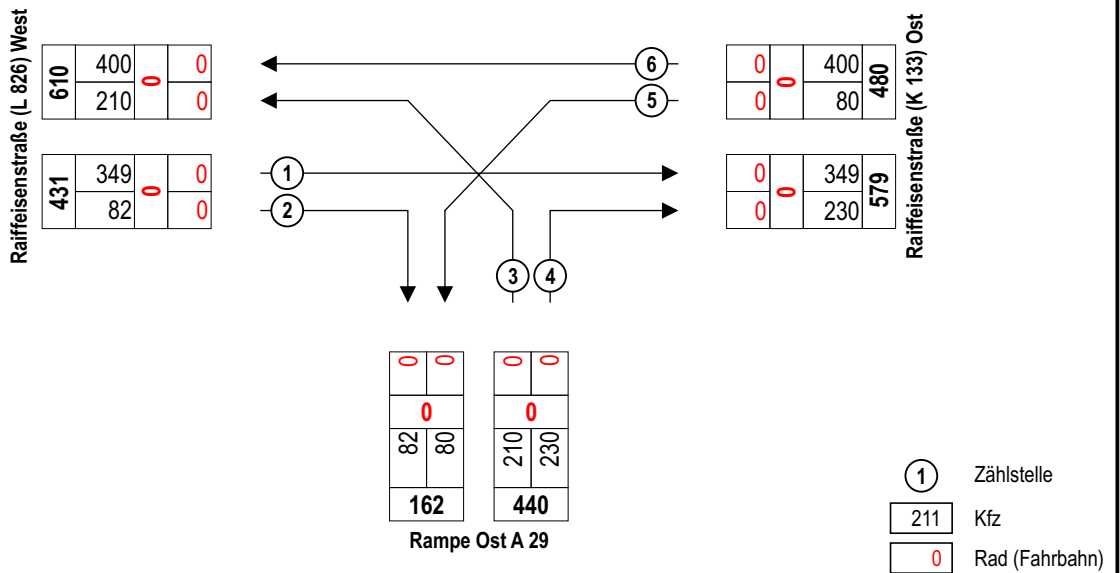 Raiffeisenstraße (L 826) West
610 400 0 0
210 0
431 349 0 0
82 0
6
5
1
2
3 4
0 0 400 480
0 80
0 0 349 579
0 230
Raiffeisenstraße (K 133) Ost
0 0
0
82 80
162
0 0
0
210 230
440
Rampe Ost A 29
1 Zählstelle
211 Kfz
0 Rad (Fahrbahn)